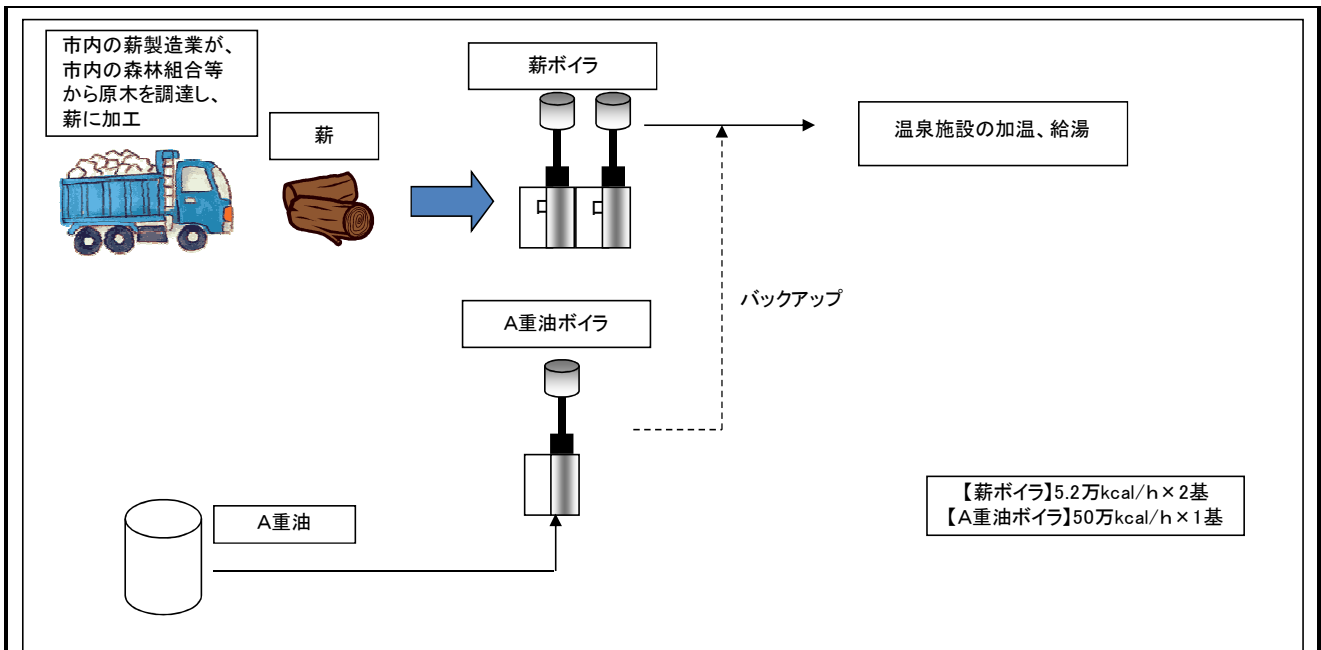 市内の薪製造業が、
市内の森林組合等
から原木を調達し、
薪に加工
薪
薪ボイラ
温泉施設の加温、給湯
バックアップ
A重油ボイラ
A重油
【薪ボイラ】5.2万kcal/h×2基
【A重油ボイラ】50万kcal/h×1基